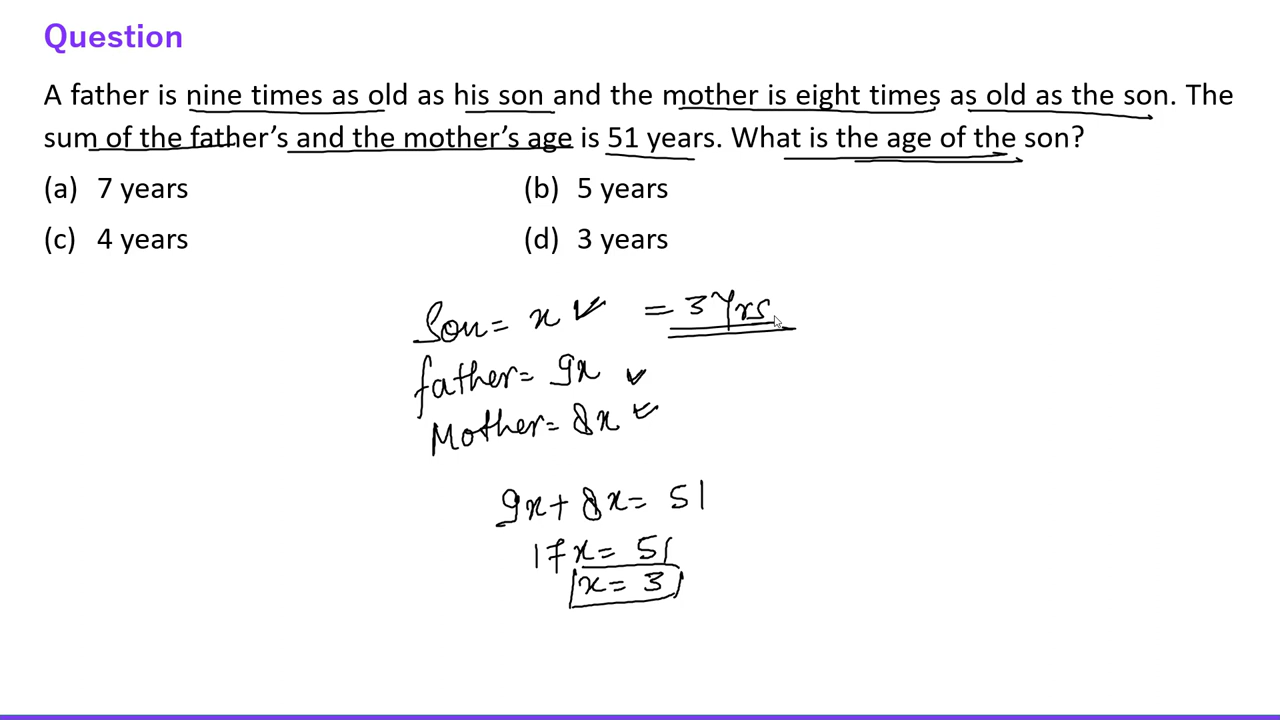 Question
A father is nine times as old as his son and the mother is eight times as old as the son. The
sum of the father's and the mother's age is 51 years. What is the age of the son?
(a) 7 years (b) 5 years
(c) 4 years (d) 3 years
Son = x = 3 Yrs
father = 9x
Mother = 8x
9x + 8x = 51
17x = 51
x = 3